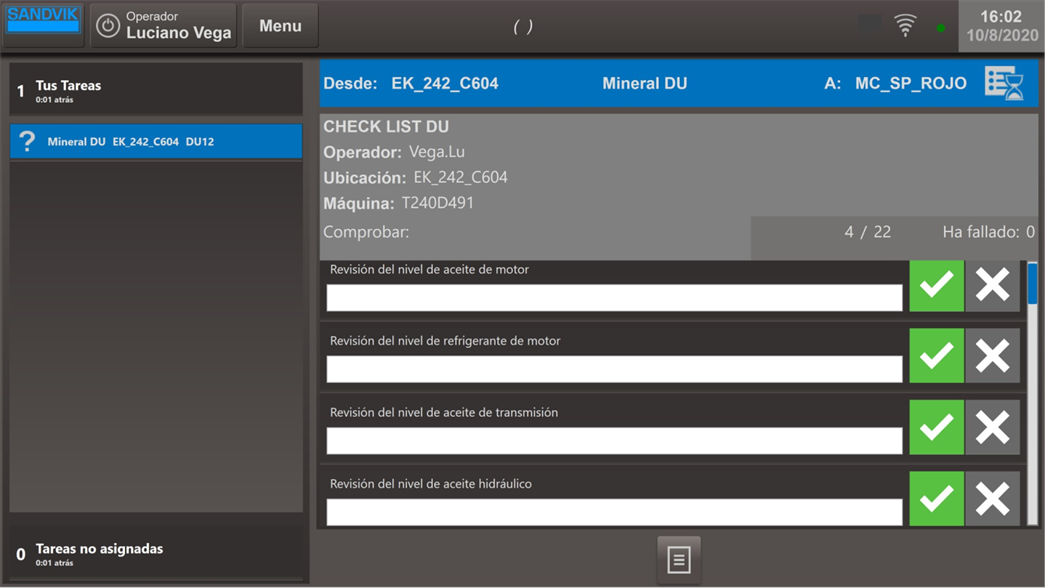 SANDVIK
Operador
Luciano Vega
Menu
( )
16:02
10/8/2020
1 Tus Tareas
0:01 atrás
? Mineral DU EK_242_C604 DU12
Desde: EK_242_C604 Mineral DU A: MC_SP_ROJO
CHECK LIST DU
Operador: Vega.Lu
Ubicación: EK_242_C604
Máquina: T240D491
Comprobar: 4 / 22 Ha fallado: 0
Revisión del nivel de aceite de motor
Revisión del nivel de refrigerante de motor
Revisión del nivel de aceite de transmisión
Revisión del nivel de aceite hidráulico
0 Tareas no asignadas
0:01 atrás